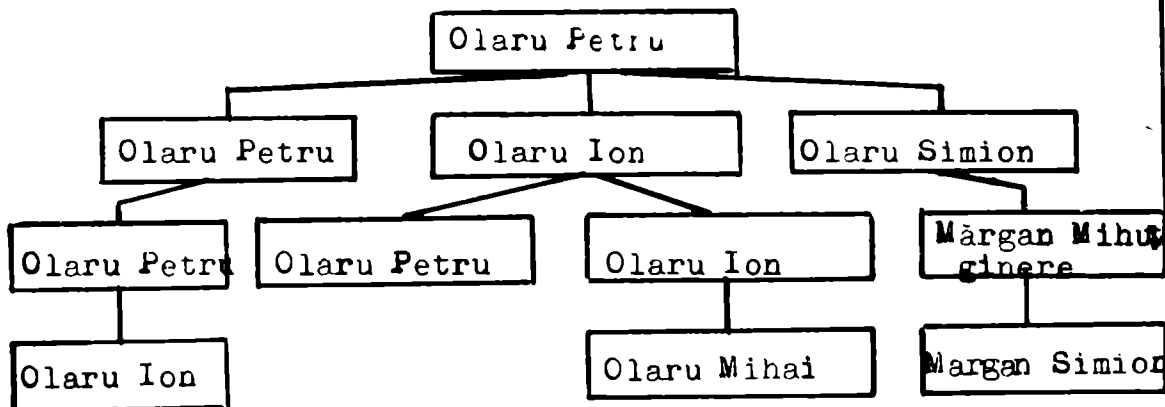 Olaru Petru
Olaru Petru
Olaru Ion
Olaru Simion
Olaru Petru
Olaru Petru
Olaru Ion
Mărgan Mihuț
ginere
Olaru Ion
Olaru Mihai
Margan Simion